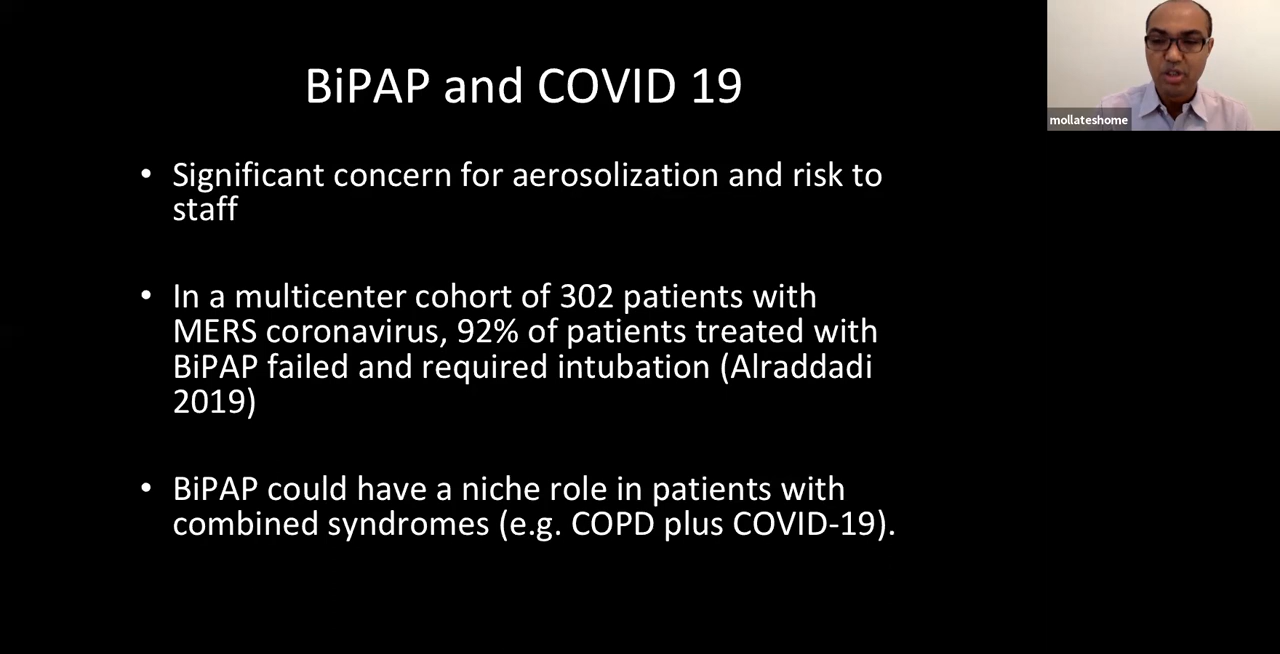 BiPAP and COVID 19
mollateshome
• Significant concern for aerosolization and risk to
staff
• In a multicenter cohort of 302 patients with
MERS coronavirus, 92% of patients treated with
BiPAP failed and required intubation (Alraddadi
2019)
• BiPAP could have a niche role in patients with
combined syndromes (e.g. COPD plus COVID-19).